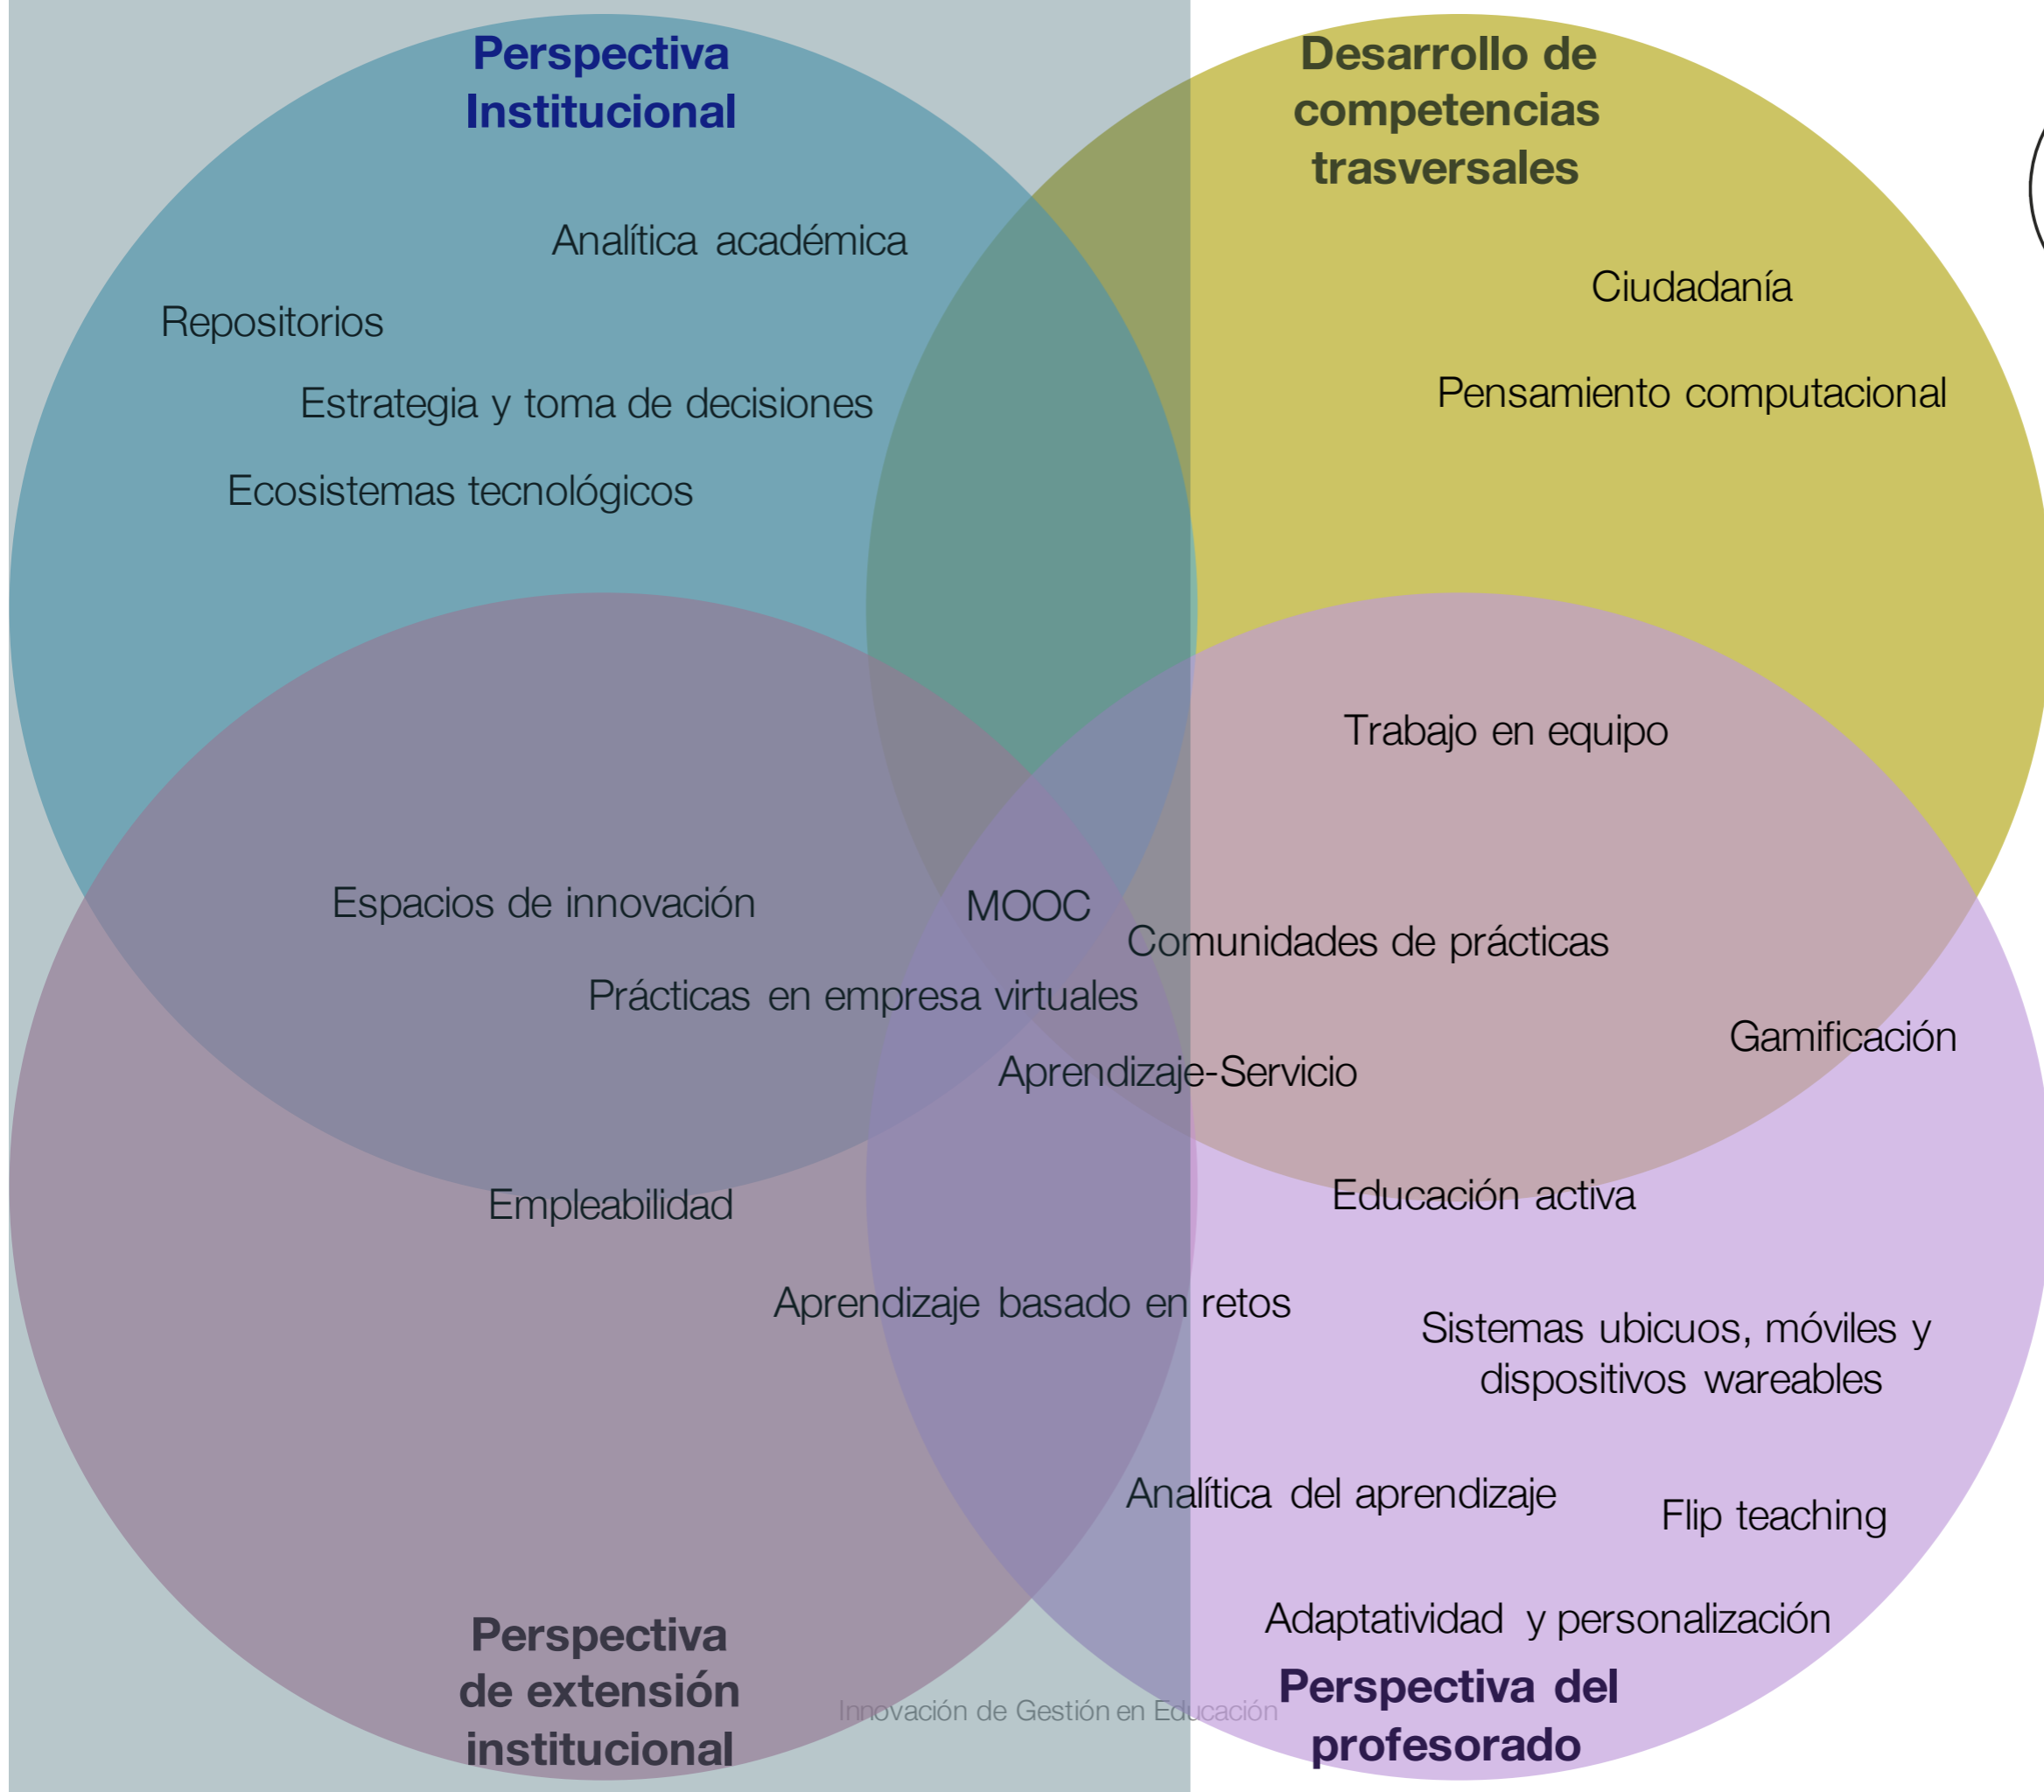 Perspectiva
Institucional
Desarrollo de
competencias
trasversales
Analítica académica
Ciudadanía
Repositorios
Estrategia y toma de decisiones
Pensamiento computacional
Ecosistemas tecnológicos
Trabajo en equipo
Espacios de innovación
MOOC
Comunidades de prácticas
Prácticas en empresa virtuales
Gamificación
Aprendizaje-Servicio
Empleabilidad
Educación activa
Aprendizaje basado en retos
Sistemas ubicuos, móviles y
dispositivos wareables
Analítica del aprendizaje
Flip teaching
Adaptatividad y personalización
Perspectiva
de extensión
institucional
Innovación de Gestión en Educación
Perspectiva del
profesorado